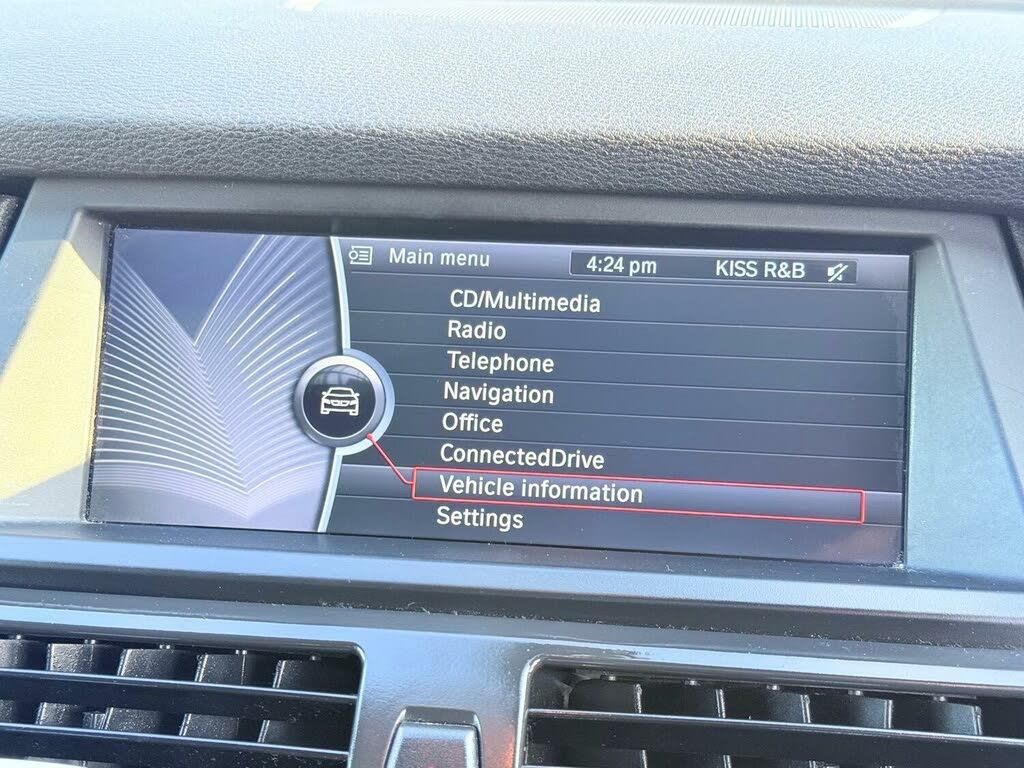 Main menu 4:24 pm KISS R&B
CD/Multimedia
Radio
Telephone
Navigation
Office
ConnectedDrive
Vehicle information
Settings